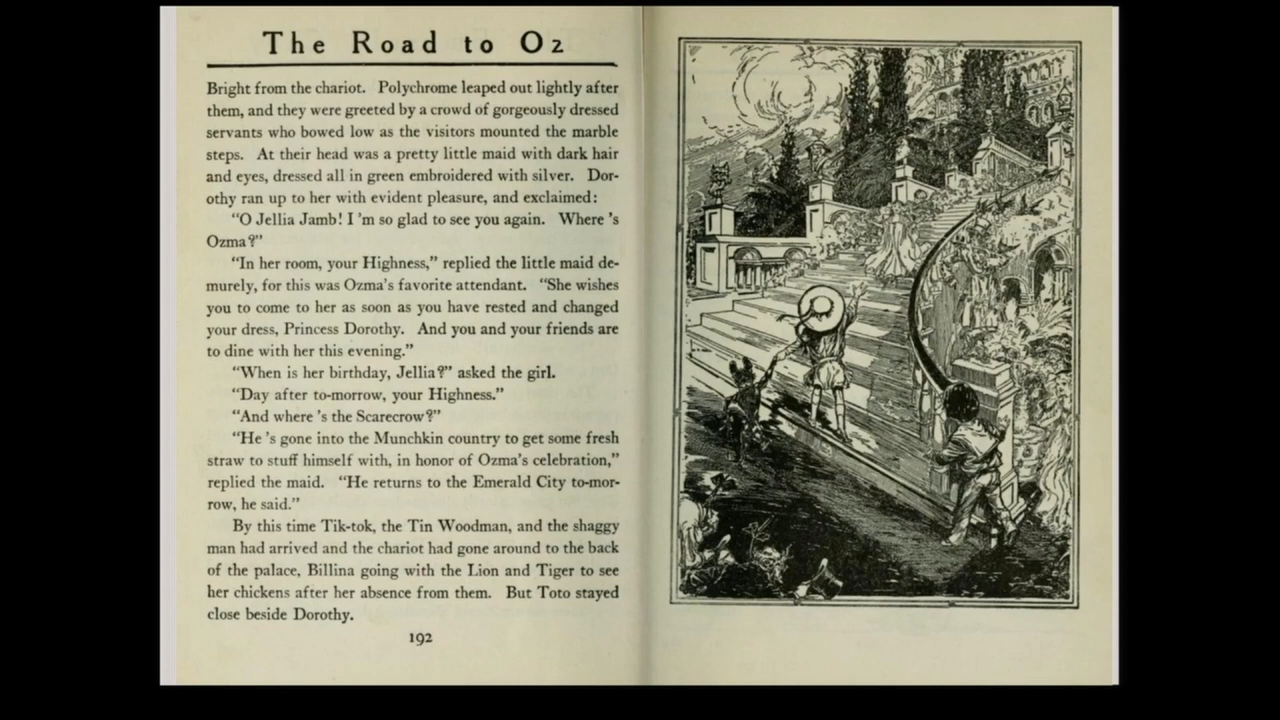 The Road to Oz
Bright from the chariot. Polychrome leaped out lightly after
them, and they were greeted by a crowd of gorgeously dressed
servants who bowed low as the visitors mounted the marble
steps. At their head was a pretty little maid with dark hair
and eyes, dressed all in green embroidered with silver. Dor-
othy ran up to her with evident pleasure, and exclaimed:
"O Jellia Jamb! I 'm so glad to see you again. Where 's
Ozma?"
"In her room, your Highness," replied the little maid de-
murely, for this was Ozma's favorite attendant. "She wishes
you to come to her as soon as you have rested and changed
your dress, Princess Dorothy. And you and your friends are
to dine with her this evening."
"When is her birthday, Jellia?" asked the girl.
"Day after to-morrow, your Highness."
"And where 's the Scarecrow?"
"He 's gone into the Munchkin country to get some fresh
straw to stuff himself with, in honor of Ozma's celebration,"
replied the maid. "He returns to the Emerald City to-mor-
row, he said."
By this time Tik-tok, the Tin Woodman, and the shaggy
man had arrived and the chariot had gone around to the back
of the palace, Billina going with the Lion and Tiger to see
her chickens after her absence from them. But Toto stayed
close beside Dorothy.
192